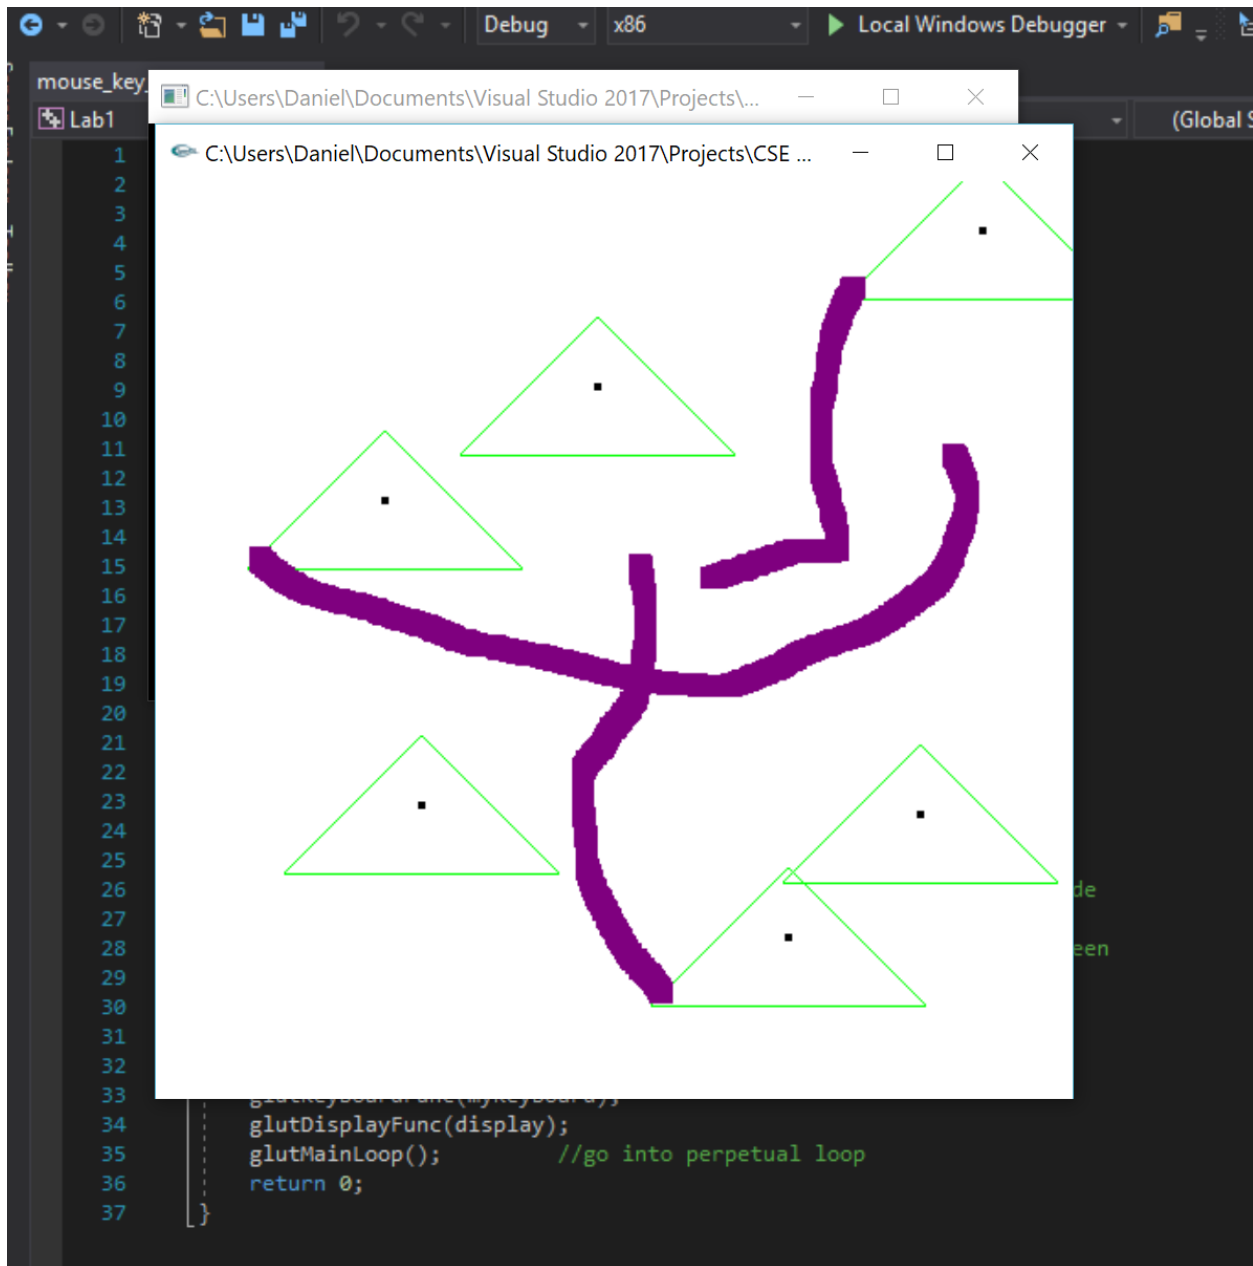 Debug x86 Local Windows Debugger
mouse_key_
C:\Users\Daniel\Documents\Visual Studio 2017\Projects\...
Lab1 (Global S
C:\Users\Daniel\Documents\Visual Studio 2017\Projects\CSE ...
1
2
3
4
5
6
7
8
9
10
11
12
13
14
15
16
17
18
19
20
21
22
23
24
25
26 de
27
28 een
29
30
31
32
33 glutKeyboardFunc(myKeyboard);
34 glutDisplayFunc(display);
35 glutMainLoop(); //go into perpetual loop
36 return 0;
37 }